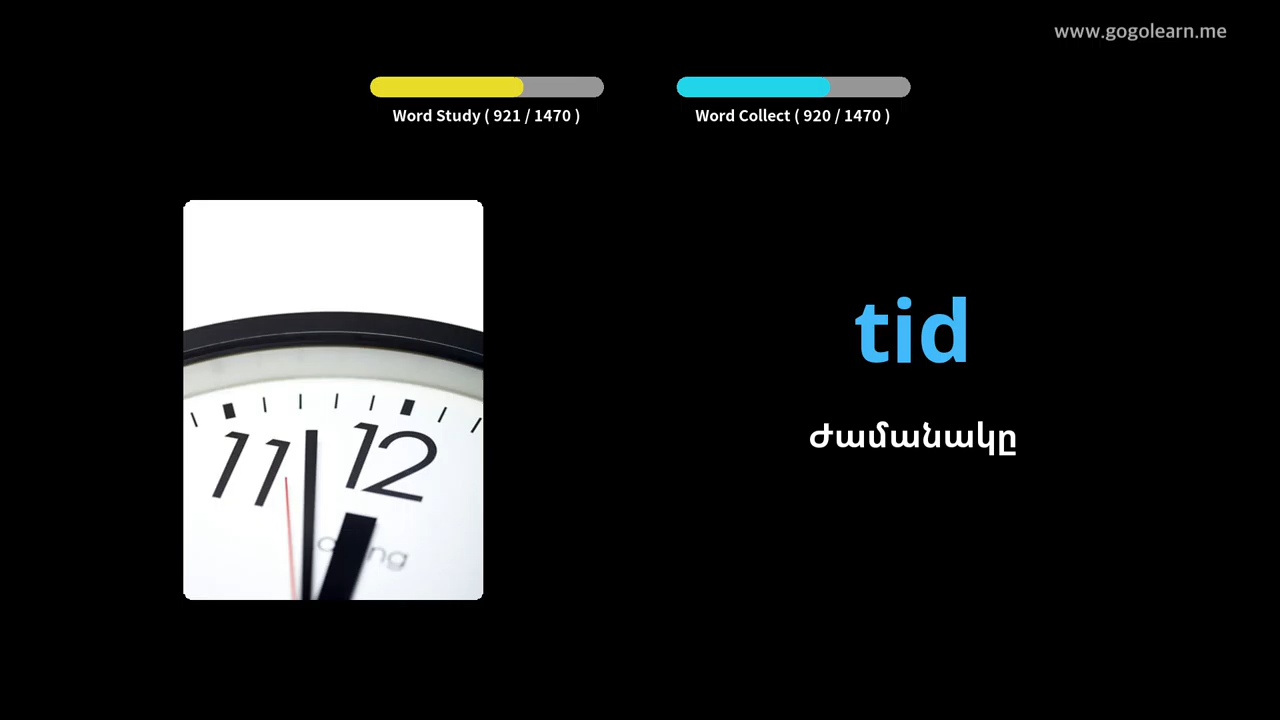 www.gogolearn.me
Word Study ( 921 / 1470 )
Word Collect ( 920 / 1470 )
11
12
tid
ժամանակը